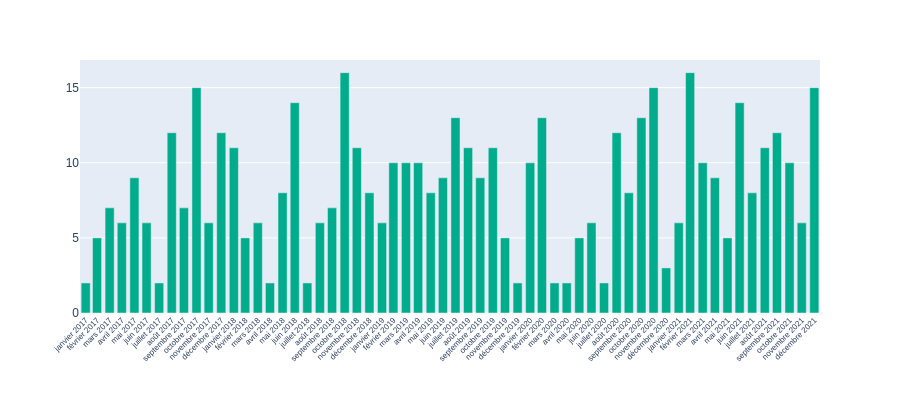 15
10
5
0
janvier 2017
février 2017
mars 2017
avril 2017
mai 2017
juin 2017
juillet 2017
août 2017
septembre 2017
octobre 2017
novembre 2017
décembre 2017
janvier 2018
février 2018
mars 2018
avril 2018
mai 2018
juin 2018
juillet 2018
août 2018
septembre 2018
octobre 2018
novembre 2018
décembre 2018
janvier 2019
février 2019
mars 2019
avril 2019
mai 2019
juin 2019
juillet 2019
août 2019
septembre 2019
octobre 2019
novembre 2019
décembre 2019
janvier 2020
février 2020
mars 2020
avril 2020
mai 2020
juin 2020
juillet 2020
août 2020
septembre 2020
octobre 2020
novembre 2020
décembre 2020
janvier 2021
février 2021
mars 2021
avril 2021
mai 2021
juin 2021
juillet 2021
août 2021
septembre 2021
octobre 2021
novembre 2021
décembre 2021